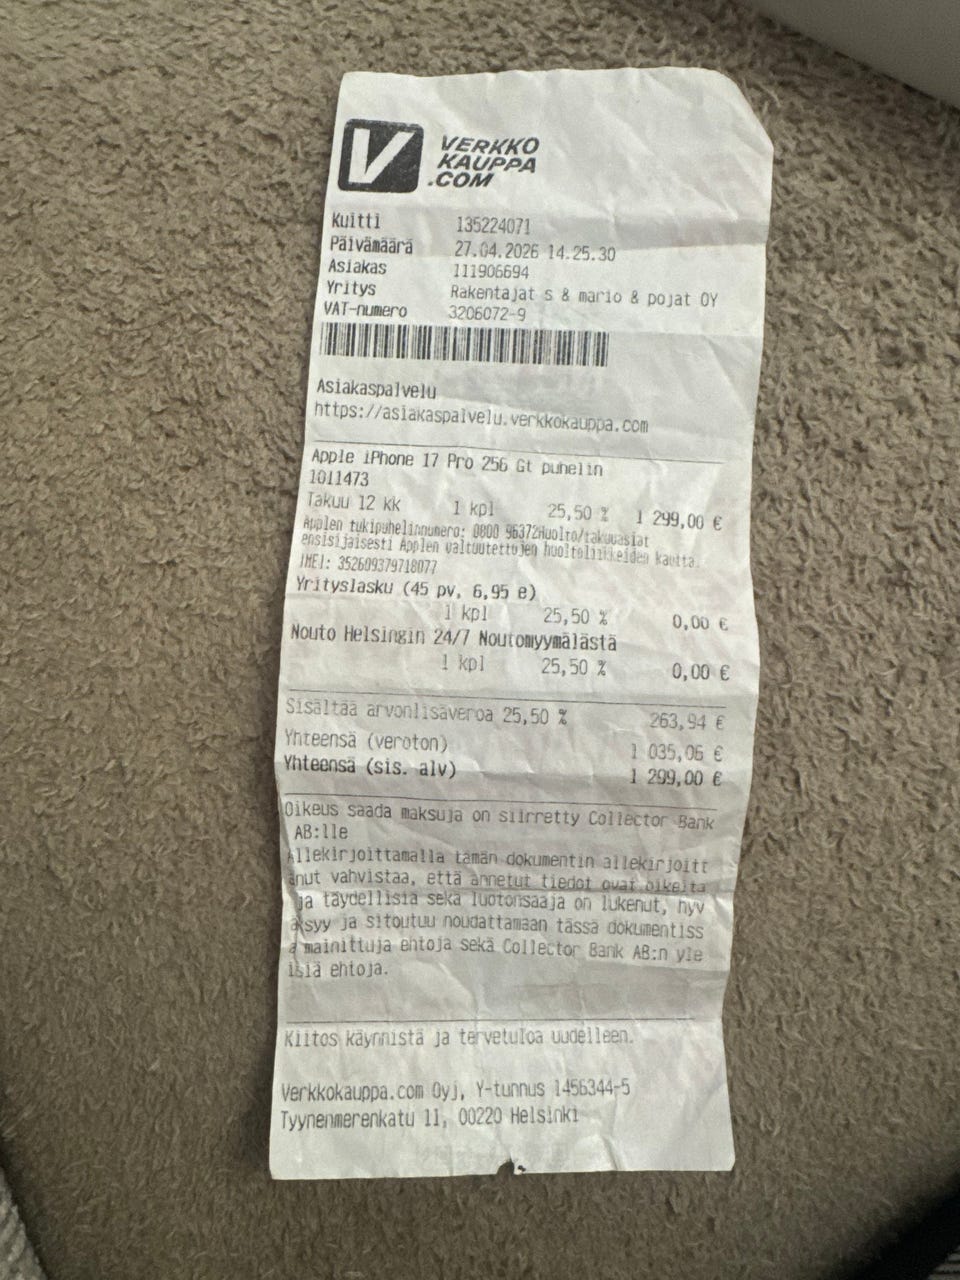 VERKKO
KAUPPA
.COM
Kuitti 135224071
Päivämäärä 27.04.2026 14.25.30
Asiakas 111906694
Yritys Rakentajat s & mario & pojat OY
VAT-numero 3206072-9
Asiakaspalvelu
https://asiakaspalvelu.verkkokauppa.com
Apple iPhone 17 Pro 256 Gt puhelin
1011473
Takuu 12 kk 1 kpl 25,50 % 1 299,00 €
Applen tukipuhelinnumero: 0800 96372Huolto/takuuasiat
ensisijaisesti Applen valtuutettujen huoltoliikkeiden kautta.
IMEI: 352609379718077
Yrityslasku (45 pv, 6,95 e)
1 kpl 25,50 % 0,00 €
Nouto Helsingin 24/7 Noutomyymälästä
1 kpl 25,50 % 0,00 €
Sisältää arvonlisäveroa 25,50 % 263,94 €
Yhteensä (veroton) 1 035,06 €
Yhteensä (sis. alv) 1 299,00 €
Oikeus saada maksuja on siirretty Collector Bank
AB:lle
Allekirjoittamalla tämän dokumentin allekirjoitt
anut vahvistaa, että annetut tiedot ovat oikeita
ja täydellisiä sekä luotonsaaja on lukenut, hyv
äksyy ja sitoutuu noudattamaan tässä dokumentiss
a mainittuja ehtoja sekä Collector Bank AB:n yle
isiä ehtoja.
Kiitos käynnistä ja tervetuloa uudelleen.
Verkkokauppa.com Oyj, Y-tunnus 1456344-5
Tyynenmerenkatu 11, 00220 Helsinki